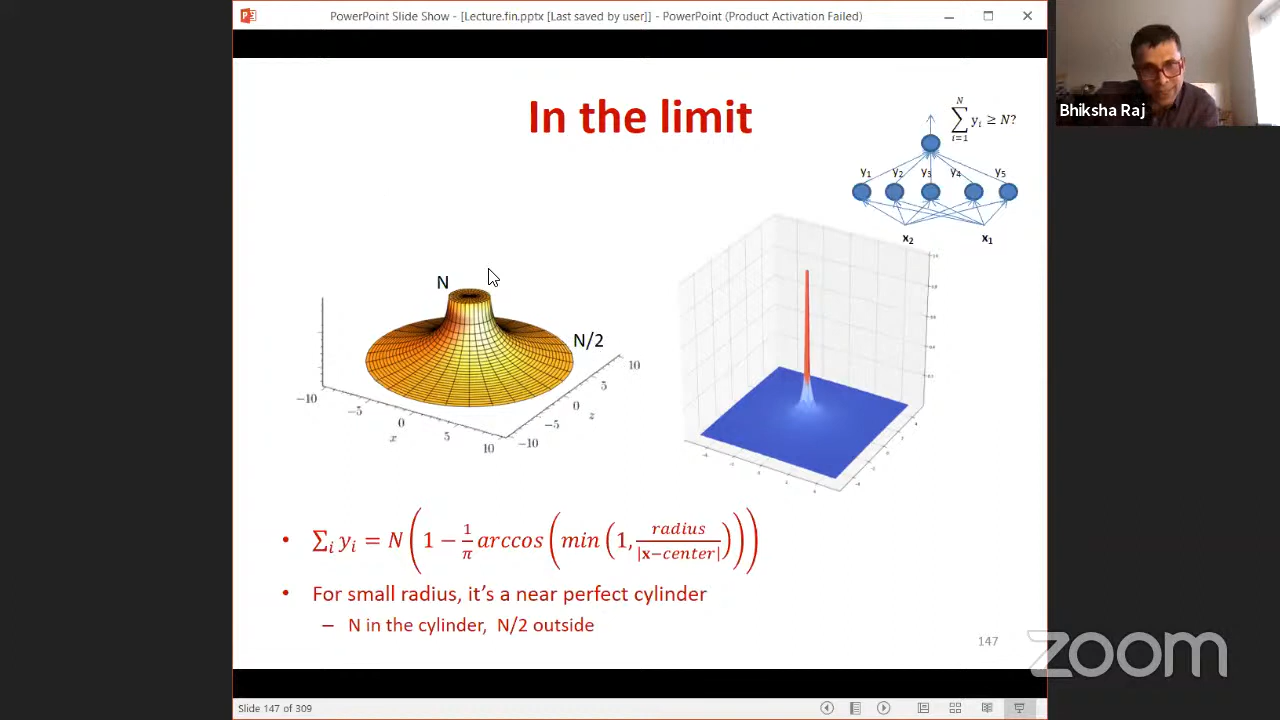 PowerPoint Slide Show - [Lecture.fin.pptx [Last saved by user]] - PowerPoint (Product Activation Failed)
Bhiksha Raj
In the limit
N
∑ yᵢ ≥ N?
i=1
y₁ y₂ y₃ y₄ y₅
x₂ x₁
N
N/2
−10 −5 0 5 10
x
−10 −5 0 5 10
z
• ∑ᵢ yᵢ = N(1 − 1/π arccos(min(1, radius/|x−center|)))
• For small radius, it’s a near perfect cylinder
– N in the cylinder, N/2 outside
147
zoom
Slide 147 of 309